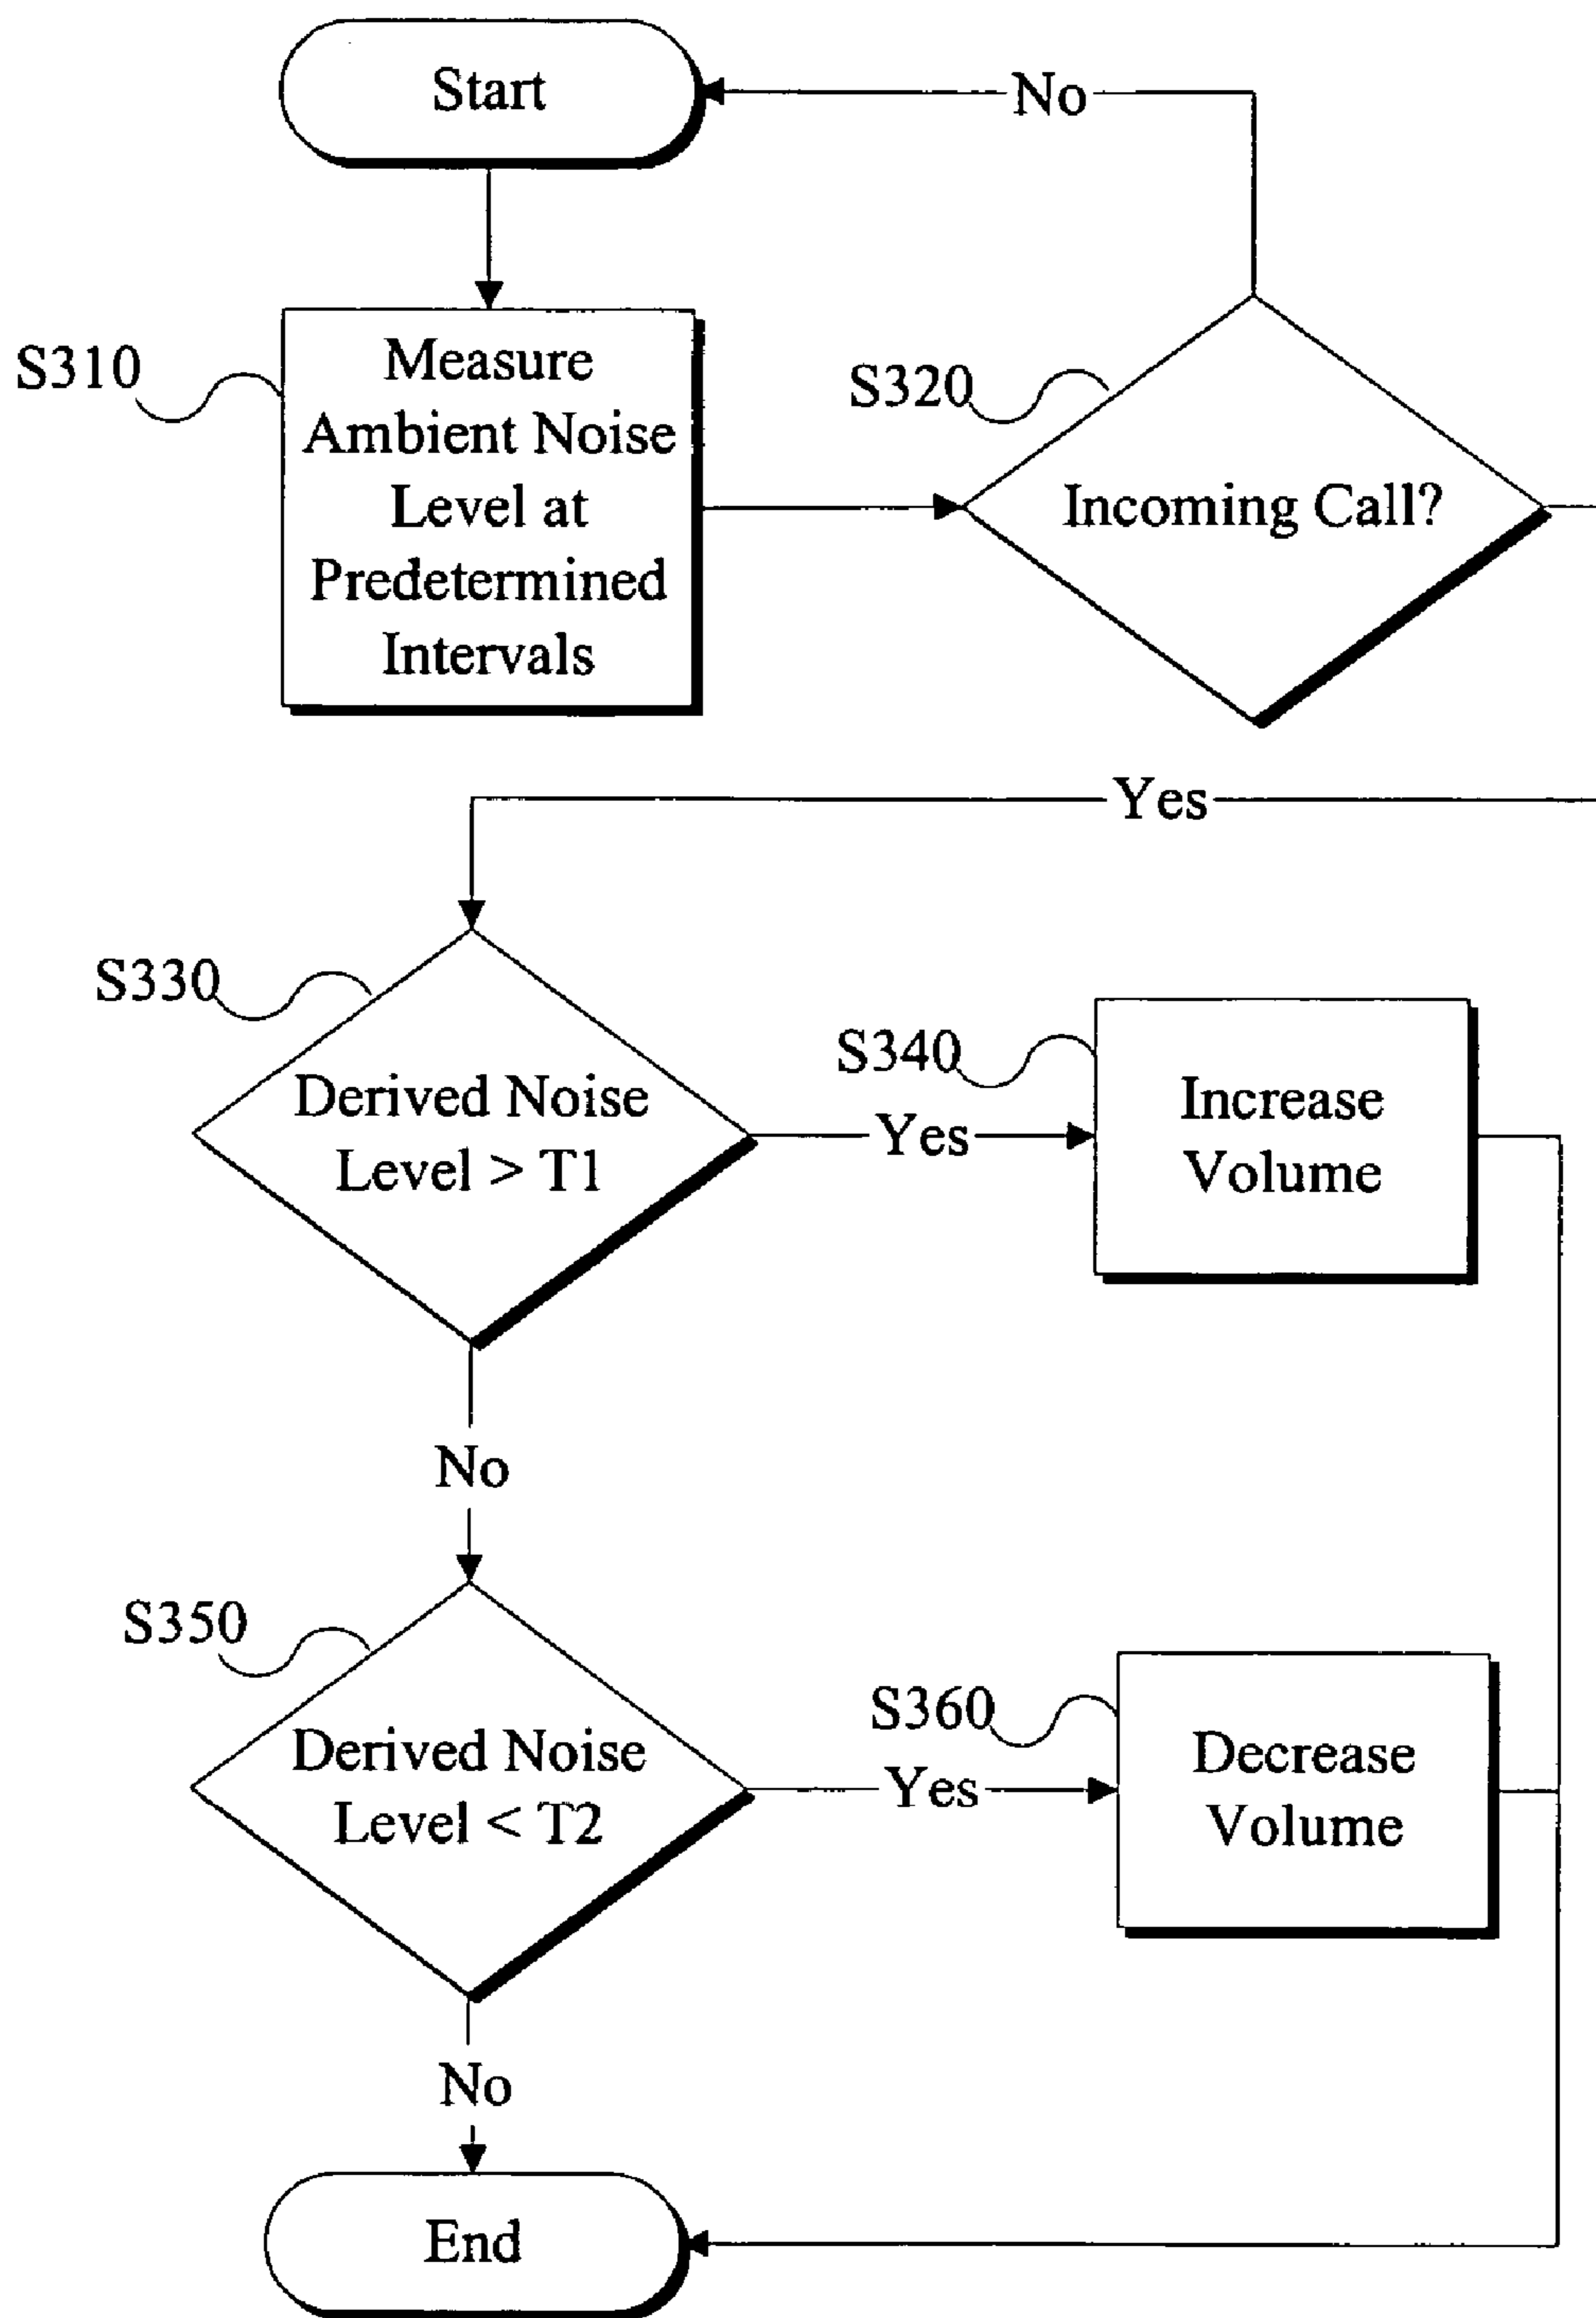 Start
No
S310
Measure
Ambient Noise
Level at
Predetermined
Intervals
S320
Incoming Call?
Yes
S330
Derived Noise
Level > T1
Yes
S340
Increase
Volume
No
S350
Derived Noise
Level < T2
Yes
S360
Decrease
Volume
No
End